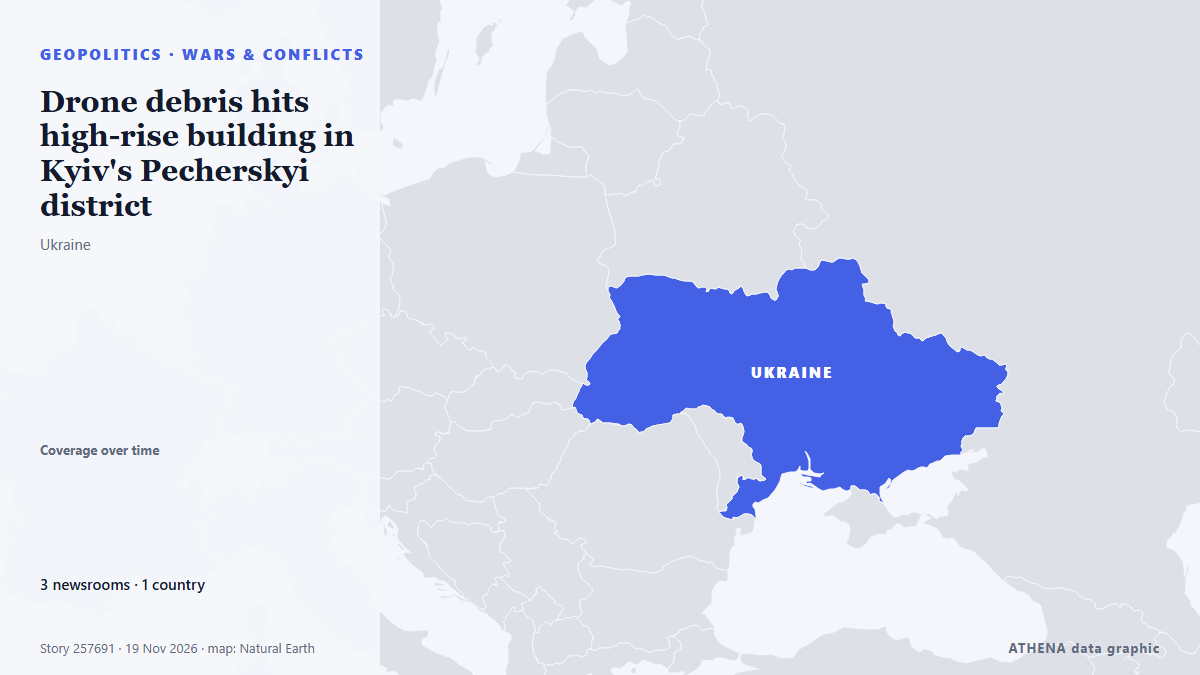 GEOPOLITICS · WARS & CONFLICTS
Drone debris hits
high-rise building in
Kyiv's Pecherskyi
district
Ukraine
UKRAINE
Coverage over time
3 newsrooms · 1 country
Story 257691 · 19 Nov 2026 · map: Natural Earth
ATHENA data graphic